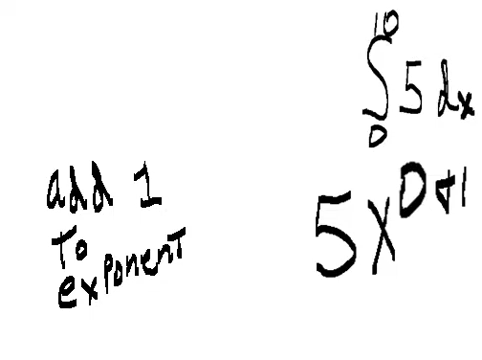 ∫₀¹⁰ 5 dx
5x⁰⁺¹
add 1
To
exponent